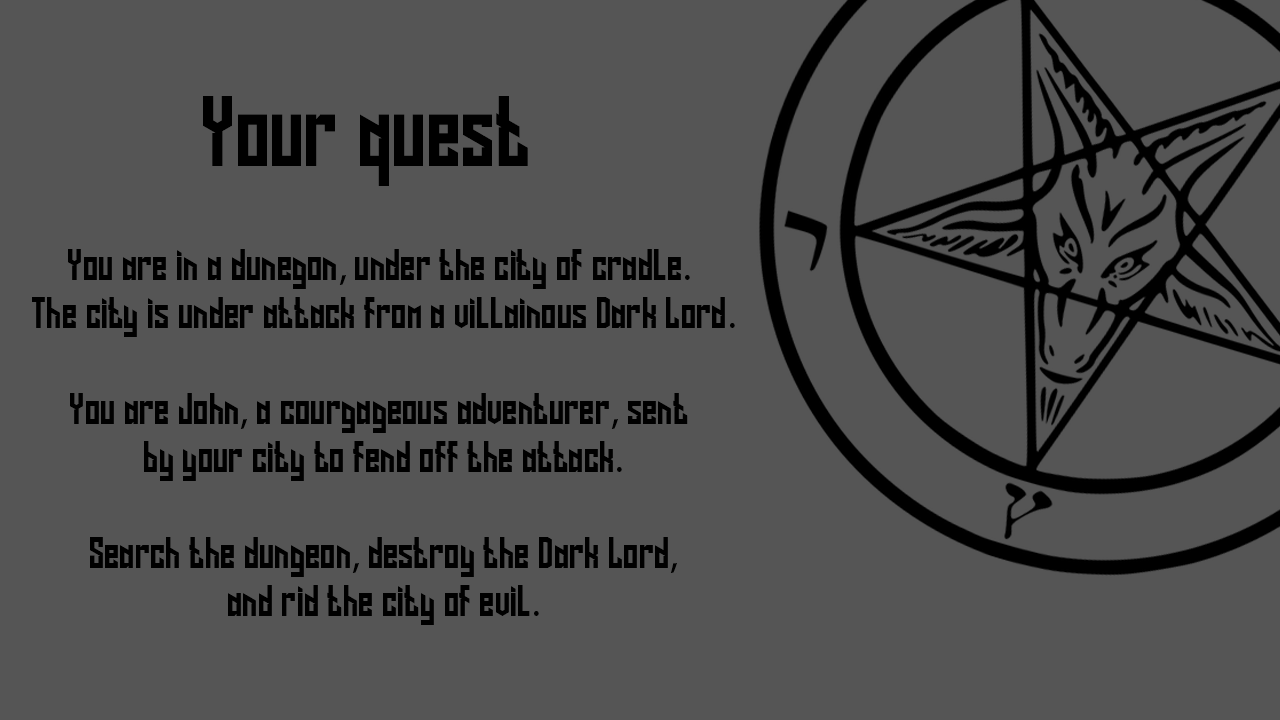 Your quest
You are in a dunegon, under the city of cradle.
The city is under attack from a villainous Dark Lord.
You are John, a courgageous adventurer, sent
by your city to fend off the attack.
Search the dungeon, destroy the Dark Lord,
and rid the city of evil.
י
ץ